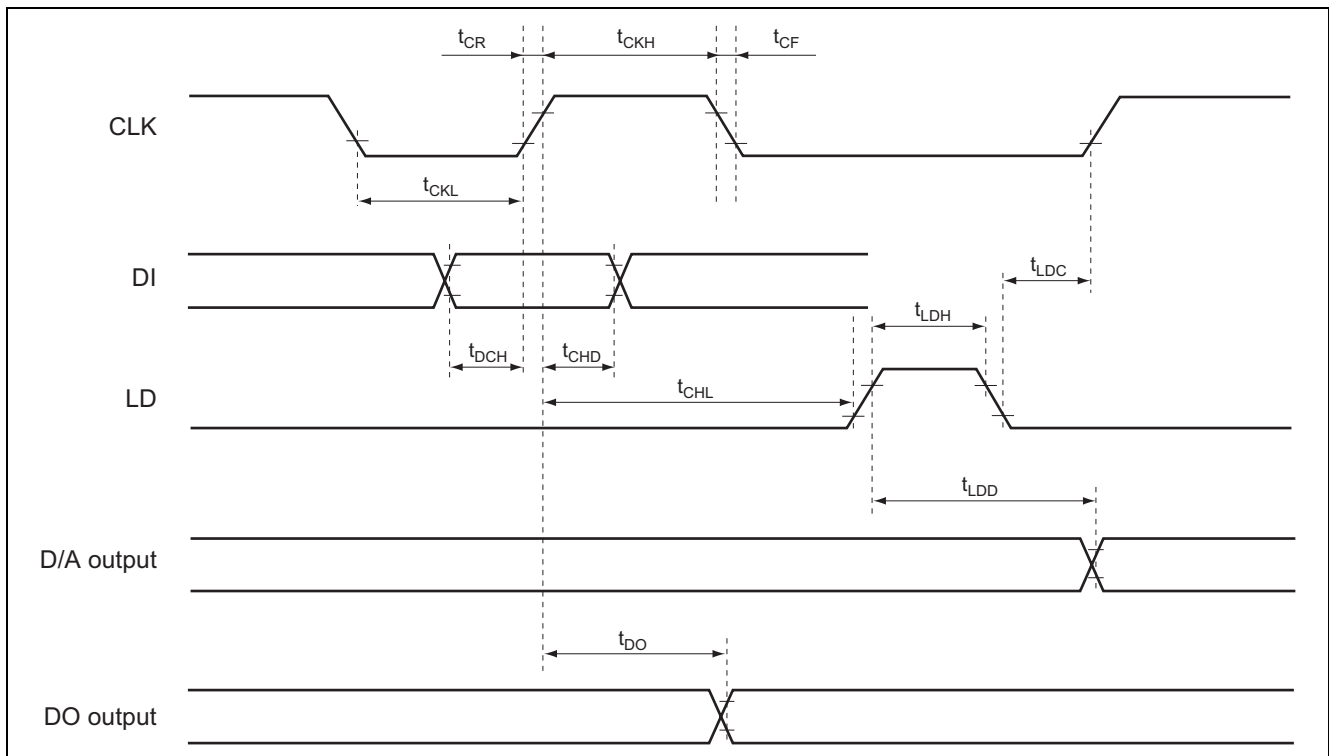 tCR
tCKH
tCF
CLK
tCKL
DI
tLDC
tLDH
tDCH
tCHD
tCHL
LD
tLDD
D/A output
tDO
DO output